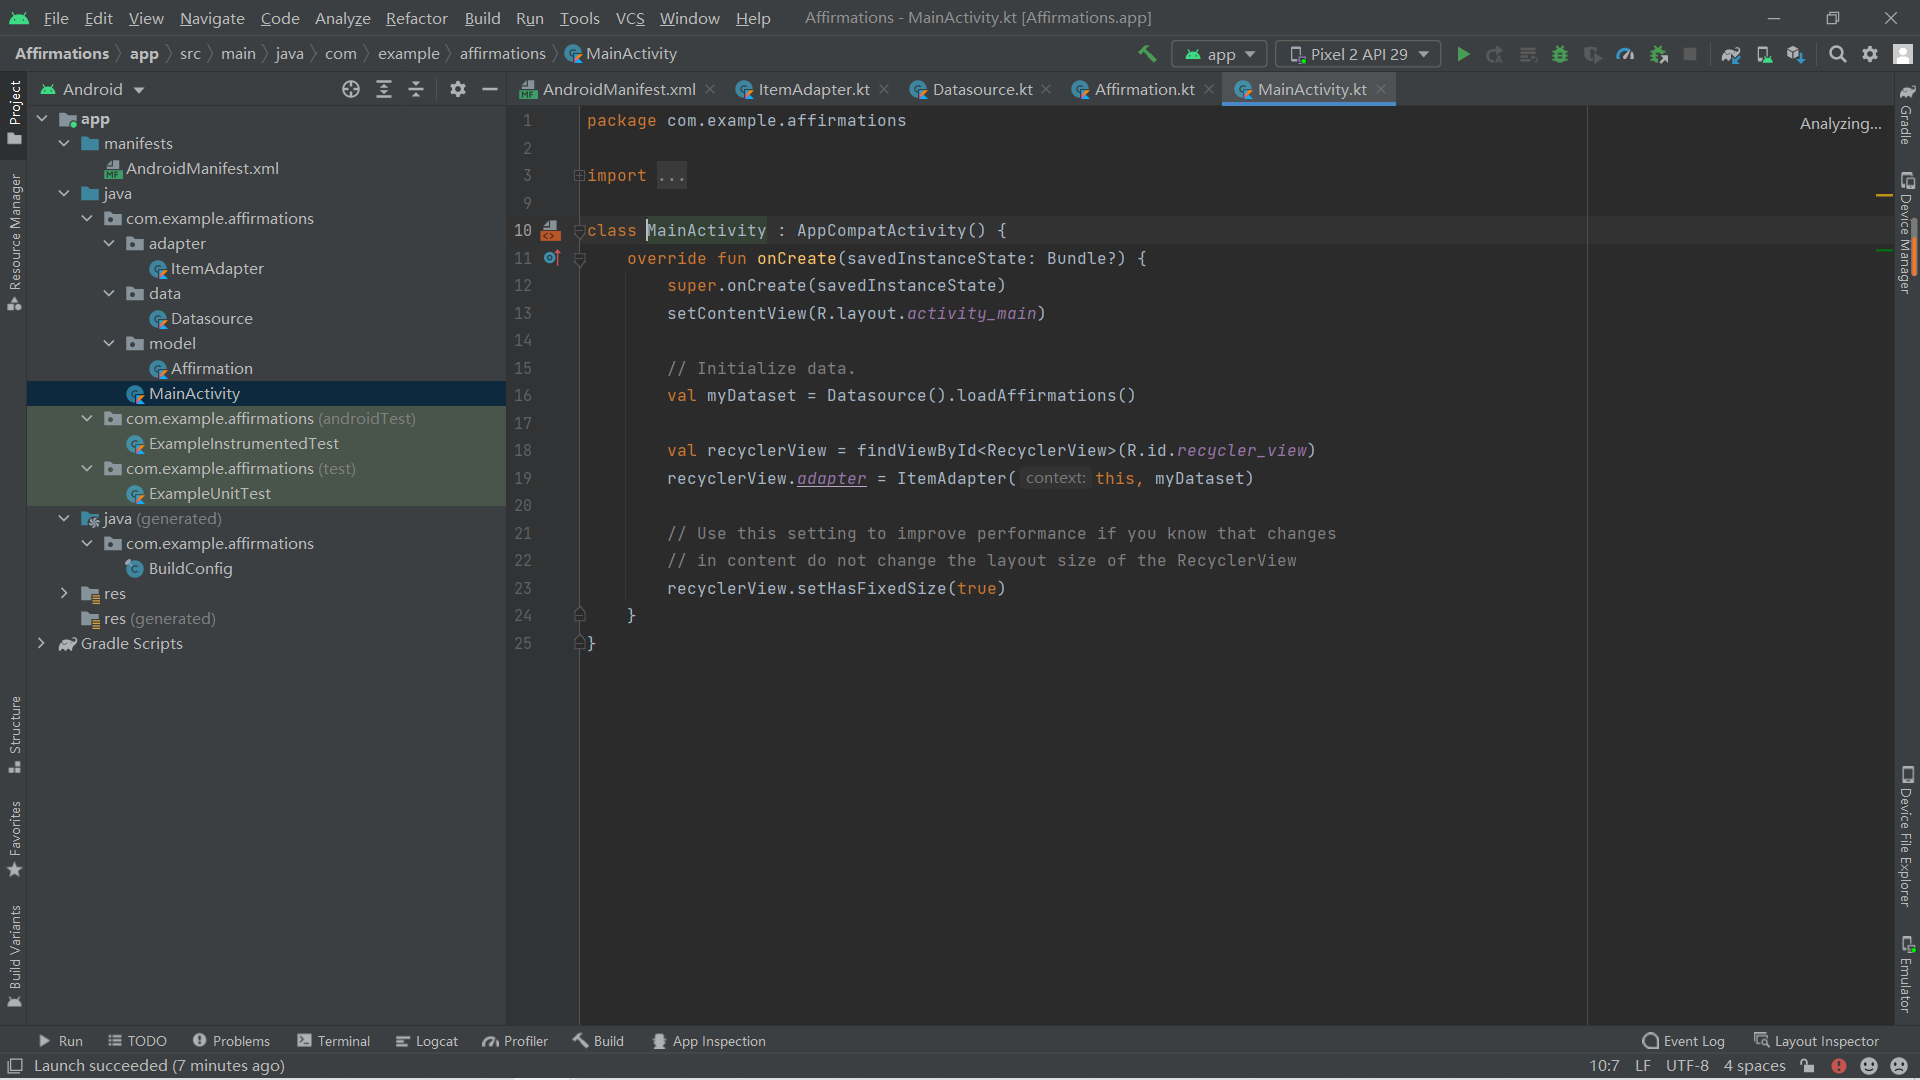 File Edit View Navigate Code Analyze Refactor Build Run Tools VCS Window Help Affirmations - MainActivity.kt [Affirmations.app]
Affirmations app src main java com example affirmations MainActivity app Pixel 2 API 29
Android
AndroidManifest.xml ItemAdapter.kt Datasource.kt Affirmation.kt MainActivity.kt
Project
Resource Manager
Structure
Favorites
Build Variants
app
manifests
AndroidManifest.xml
java
com.example.affirmations
adapter
ItemAdapter
data
Datasource
model
Affirmation
MainActivity
com.example.affirmations (androidTest)
ExampleInstrumentedTest
com.example.affirmations (test)
ExampleUnitTest
java (generated)
com.example.affirmations
BuildConfig
res
res (generated)
Gradle Scripts
Analyzing...
1 package com.example.affirmations
2
3 import ...
9
10 class MainActivity : AppCompatActivity() {
11 override fun onCreate(savedInstanceState: Bundle?) {
12 super.onCreate(savedInstanceState)
13 setContentView(R.layout.activity_main)
14
15 // Initialize data.
16 val myDataset = Datasource().loadAffirmations()
17
18 val recyclerView = findViewById<RecyclerView>(R.id.recycler_view)
19 recyclerView.adapter = ItemAdapter( context: this, myDataset)
20
21 // Use this setting to improve performance if you know that changes
22 // in content do not change the layout size of the RecyclerView
23 recyclerView.setHasFixedSize(true)
24 }
25 }
Gradle
Device Manager
Device File Explorer
Emulator
Run TODO Problems Terminal Logcat Profiler Build App Inspection Event Log Layout Inspector
Launch succeeded (7 minutes ago) 10:7 LF UTF-8 4 spaces